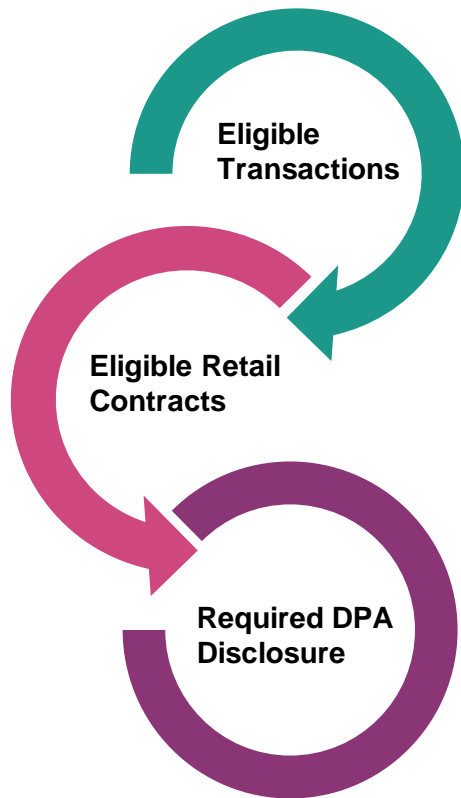 Eligible
Transactions
Eligible Retail
Contracts
Required DPA
Disclosure